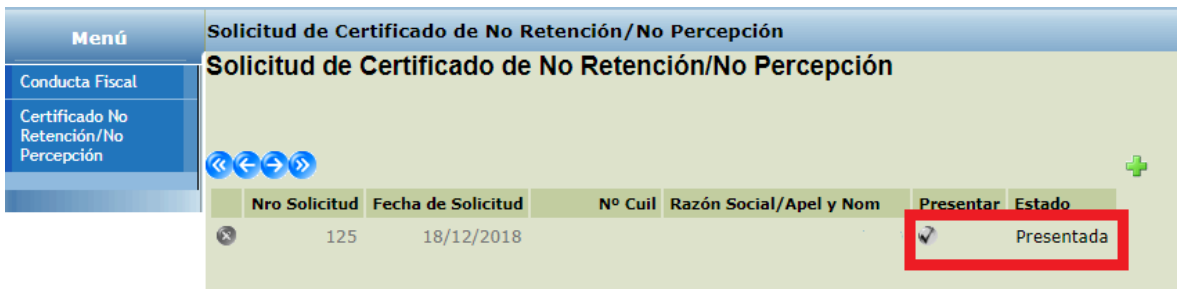 Menú
Conducta Fiscal
Certificado No
Retención/No
Percepción
Solicitud de Certificado de No Retención/No Percepción
Solicitud de Certificado de No Retención/No Percepción
Nro Solicitud Fecha de Solicitud Nº Cuil Razón Social/Apel y Nom Presentar Estado
125 18/12/2018 Presentada